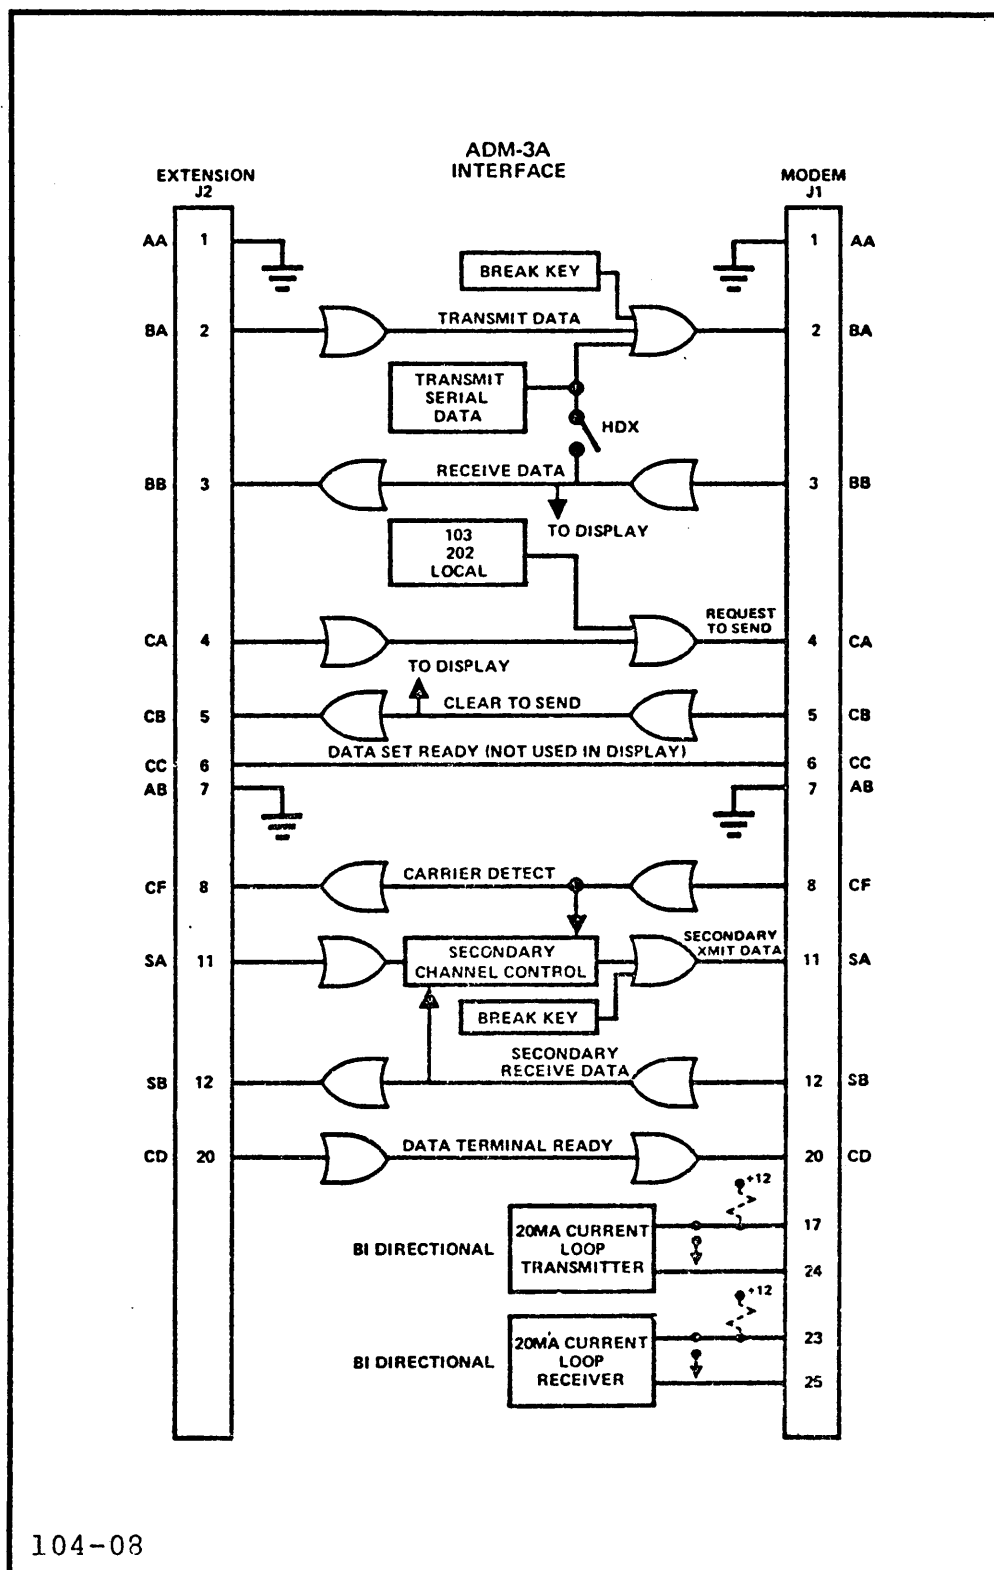 ADM-3A
INTERFACE
EXTENSION
J2
MODEM
J1
AA 1
1 AA
BREAK KEY
BA 2
TRANSMIT DATA
2 BA
TRANSMIT
SERIAL
DATA
HDX
BB 3
RECEIVE DATA
3 BB
TO DISPLAY
103
202
LOCAL
REQUEST
TO SEND
CA 4
4 CA
TO DISPLAY
CB 5
CLEAR TO SEND
5 CB
DATA SET READY (NOT USED IN DISPLAY)
CC 6
6 CC
AB 7
7 AB
CF 8
CARRIER DETECT
8 CF
SECONDARY
XMIT DATA
SA 11
SECONDARY
CHANNEL CONTROL
11 SA
BREAK KEY
SECONDARY
RECEIVE DATA
SB 12
12 SB
CD 20
DATA TERMINAL READY
20 CD
+12
BI DIRECTIONAL
20MA CURRENT
LOOP
TRANSMITTER
17
24
+12
BI DIRECTIONAL
20MA CURRENT
LOOP
RECEIVER
23
25
104-08